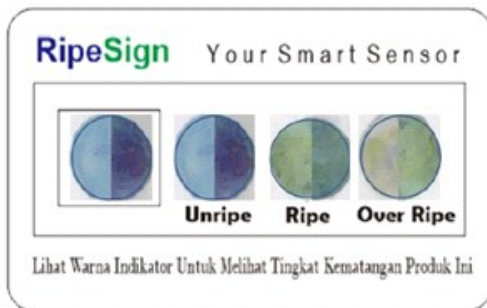 RipeSign Your Smart Sensor
Unripe Ripe Over Ripe
Lihat Warna Indikator Untuk Melihat Tingkat Kematangan Produk Ini